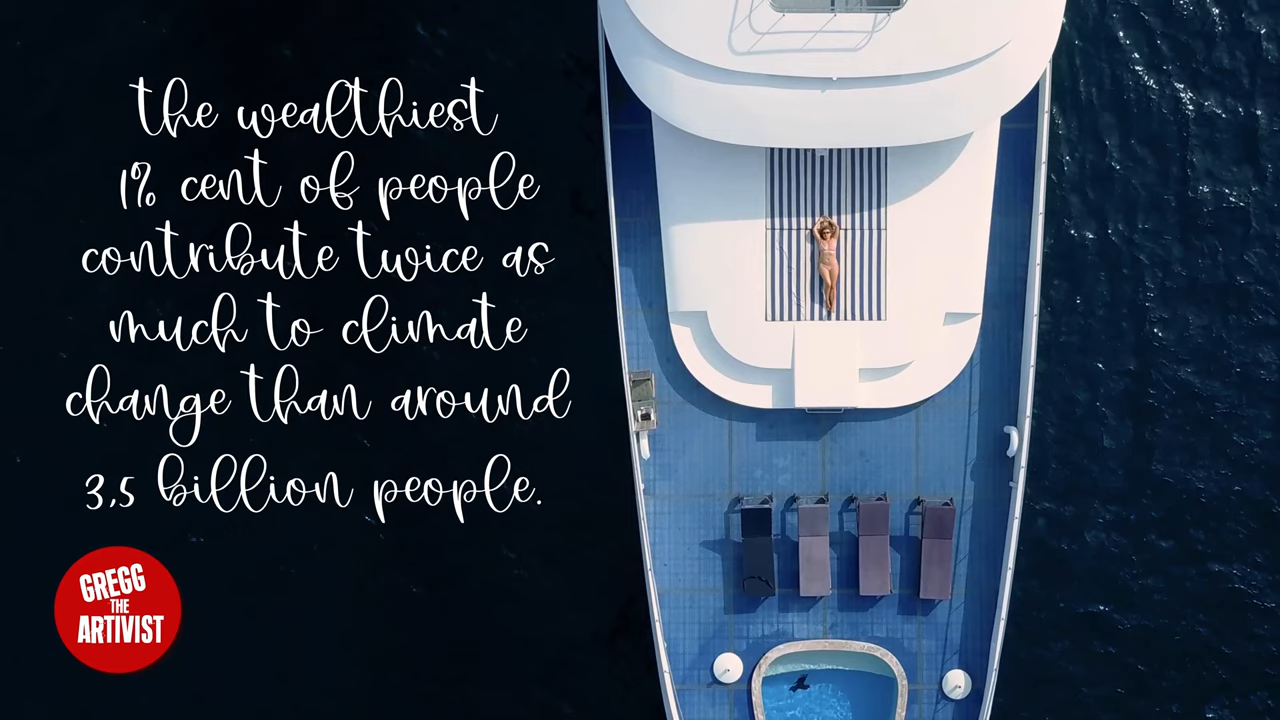 the wealthiest
1% cent of people
contribute twice as
much to climate
change than around
3,5 billion people.
GREGG
THE
ARTIVIST